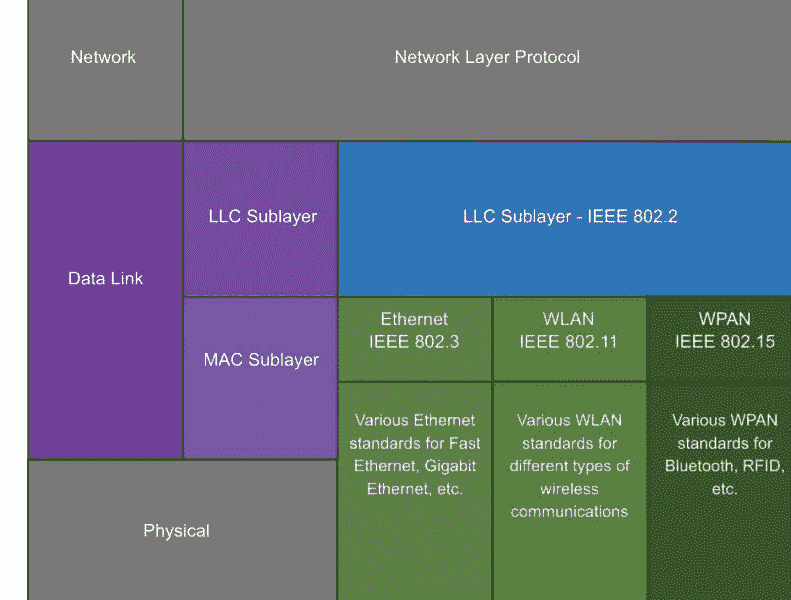 Network
Network Layer Protocol
LLC Sublayer
LLC Sublayer - IEEE 802.2
Data Link
MAC Sublayer
Ethernet
IEEE 802.3
WLAN
IEEE 802.11
WPAN
IEEE 802.15
Various Ethernet
standards for Fast
Ethernet, Gigabit
Ethernet, etc.
Various WLAN
standards for
different types of
wireless
communications
Various WPAN
standards for
Bluetooth, RFID,
etc.
Physical